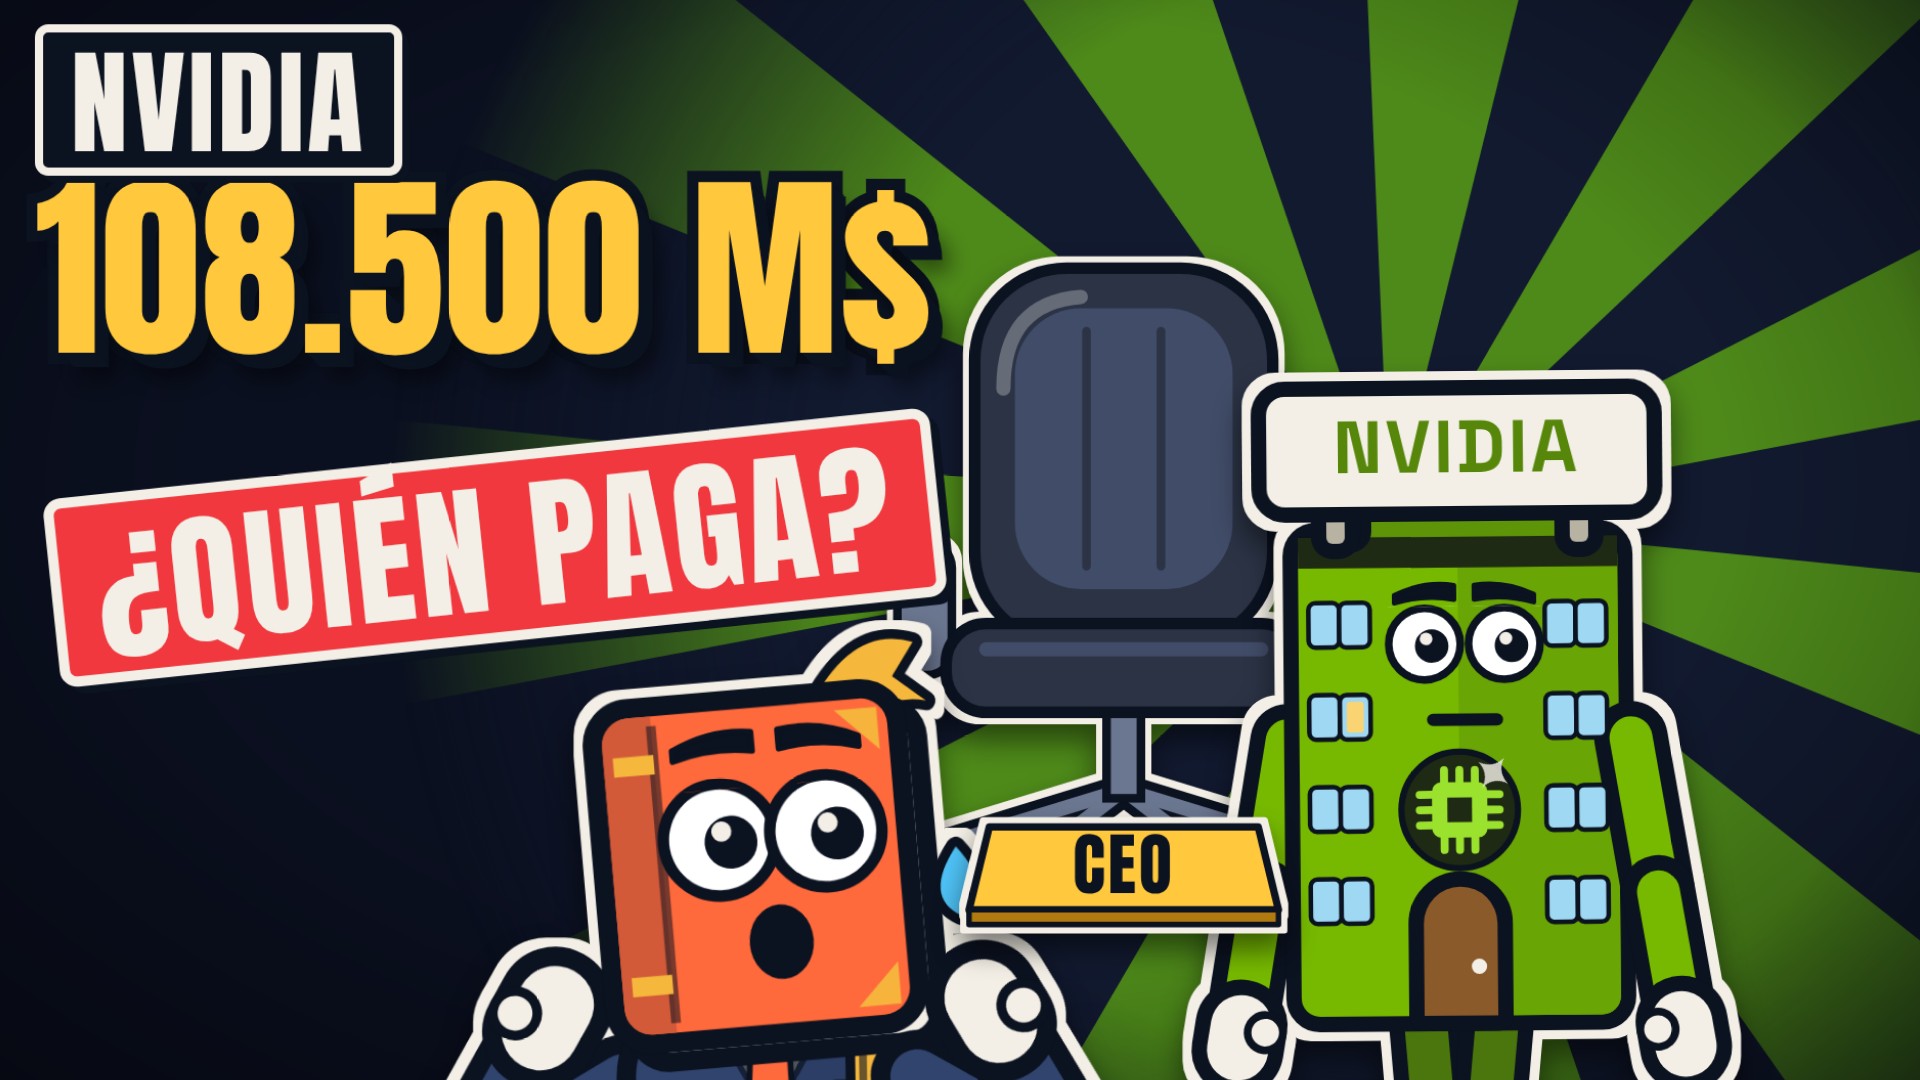 NVIDIA
108.500 M$
¿QUIÉN PAGA?
NVIDIA
CEO